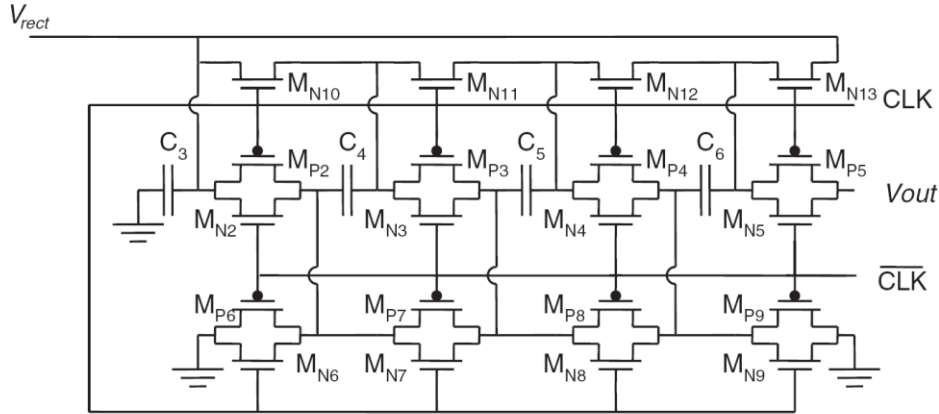 V_rect
M_N10 M_N11 M_N12 M_N13 CLK
C_3 M_P2 C_4 M_P3 C_5 M_P4 C_6 M_P5
Vout
M_N2 M_N3 M_N4 M_N5
C̅L̅K̅
M_P6 M_P7 M_P8 M_P9
M_N6 M_N7 M_N8 M_N9